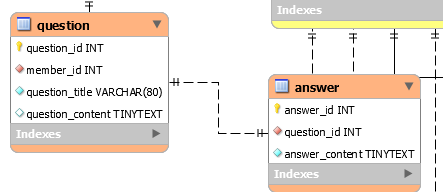 Indexes
question
question_id INT
member_id INT
question_title VARCHAR(80)
question_content TINYTEXT
Indexes
answer
answer_id INT
question_id INT
answer_content TINYTEXT
Indexes